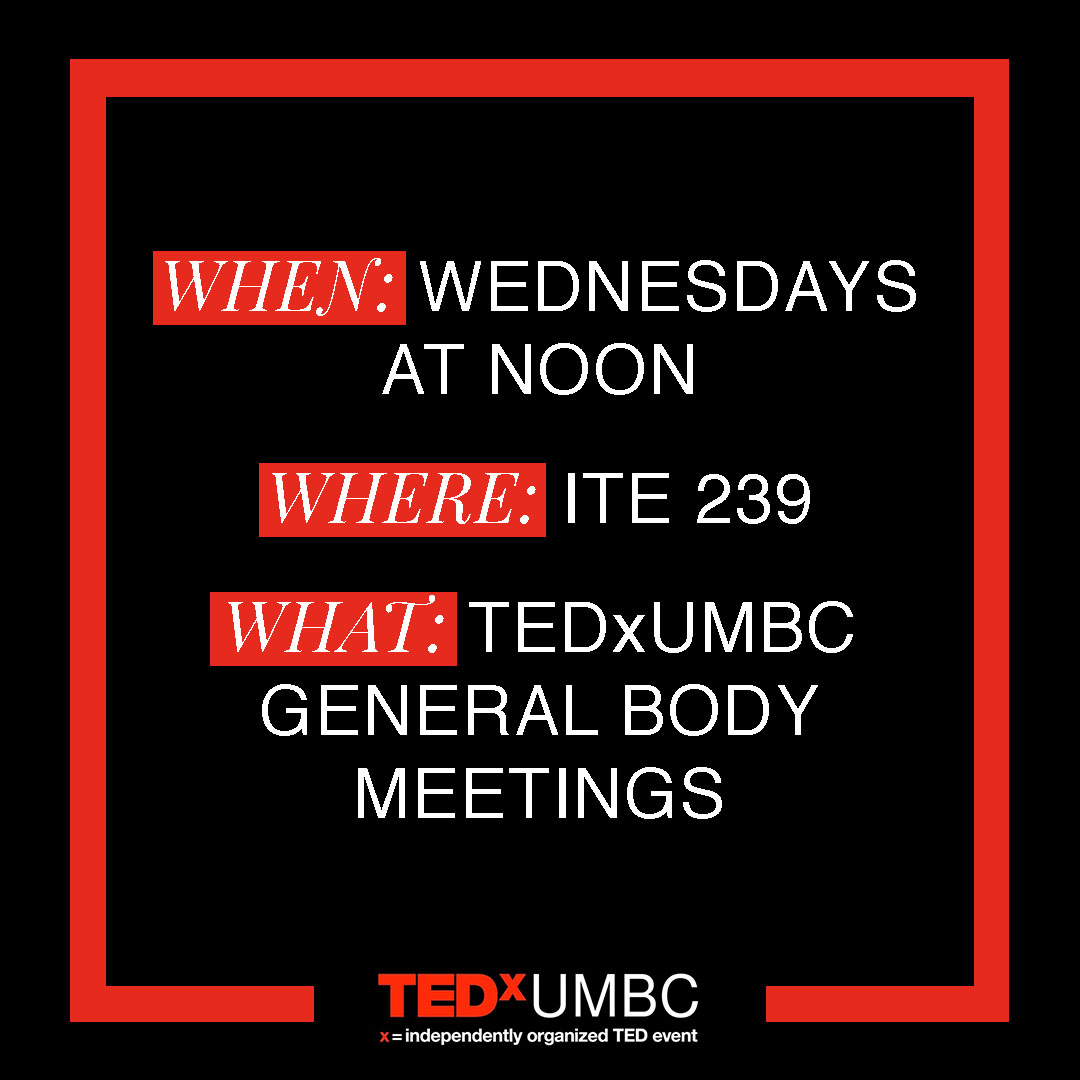 WHEN: WEDNESDAYS
AT NOON
WHERE: ITE 239
WHAT: TEDxUMBC
GENERAL BODY
MEETINGS
TEDxUMBC
x = independently organized TED event